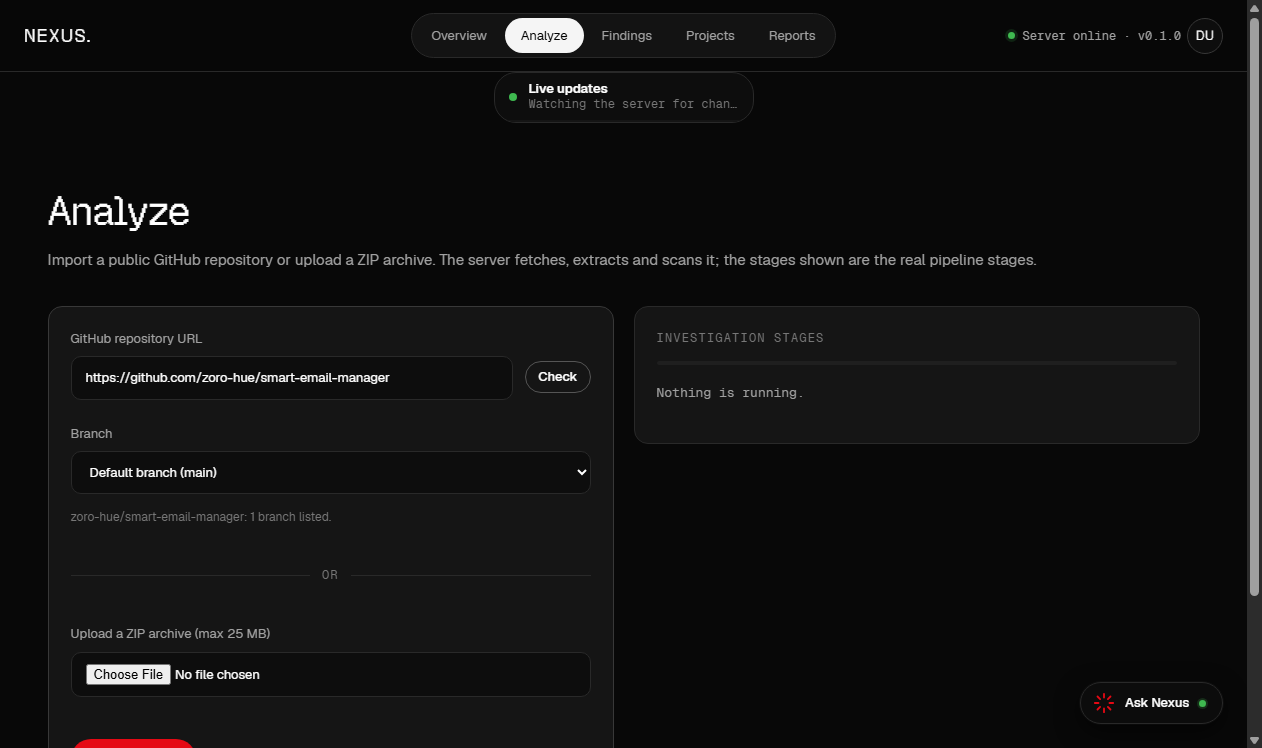 NEXUS.
Overview
Analyze
Findings
Projects
Reports
Server online · v0.1.0
DU
Live updates
Watching the server for chan…
Analyze
Import a public GitHub repository or upload a ZIP archive. The server fetches, extracts and scans it; the stages shown are the real pipeline stages.
GitHub repository URL
https://github.com/zoro-hue/smart-email-manager
Check
Branch
Default branch (main)
zoro-hue/smart-email-manager: 1 branch listed.
OR
Upload a ZIP archive (max 25 MB)
Choose File No file chosen
INVESTIGATION STAGES
Nothing is running.
Ask Nexus